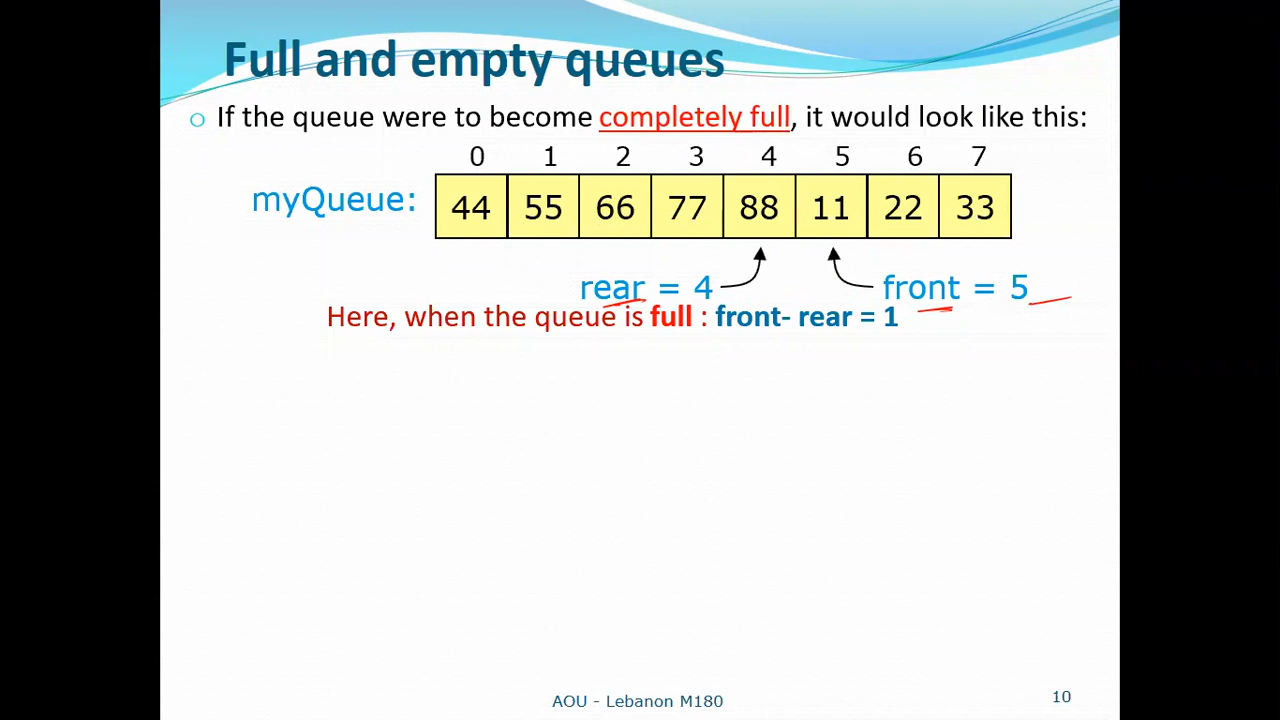 Full and empty queues
o If the queue were to become completely full, it would look like this:
0 1 2 3 4 5 6 7
myQueue: 44 55 66 77 88 11 22 33
rear = 4 front = 5
Here, when the queue is full : front- rear = 1
AOU - Lebanon M180
10